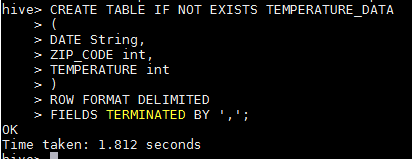 hive> CREATE TABLE IF NOT EXISTS TEMPERATURE_DATA
    > (
    > DATE String,
    > ZIP_CODE int,
    > TEMPERATURE int
    > )
    > ROW FORMAT DELIMITED
    > FIELDS TERMINATED BY ',';
OK
Time taken: 1.812 seconds
hive>